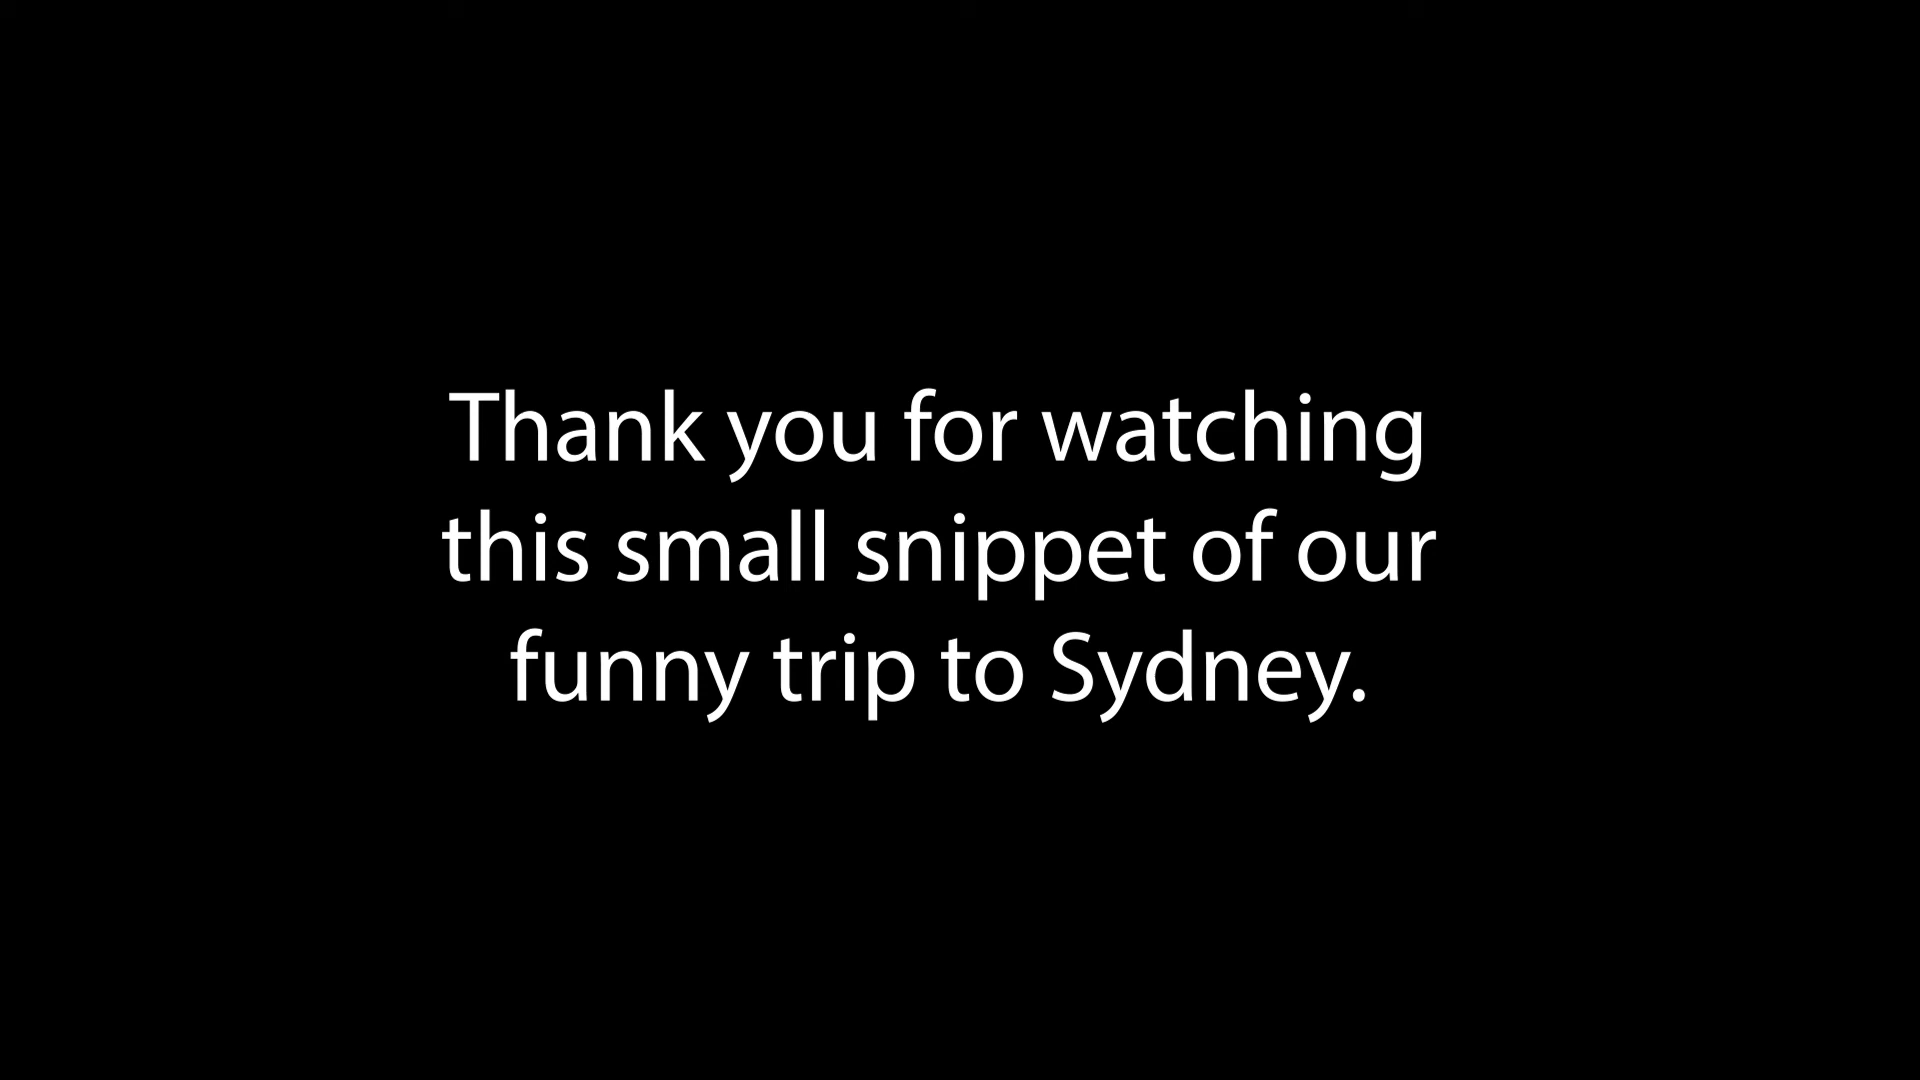 Thank you for watching
this small snippet of our
funny trip to Sydney.